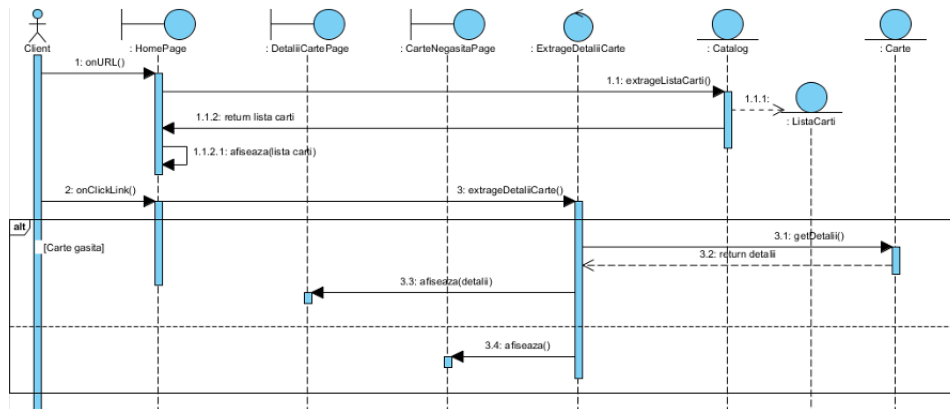 Client
: HomePage
: DetaliiCartePage
: CarteNegasitaPage
: ExtrageDetaliiCarte
: Catalog
: Carte
1: onURL()
1.1: extrageListaCarti()
1.1.1:
: ListaCarti
1.1.2: return lista carti
1.1.2.1: afiseaza(lista carti)
2: onClickLink()
3: extrageDetaliiCarte()
alt
[Carte gasita]
3.1: getDetalii()
3.2: return detalii
3.3: afiseaza(detalii)
3.4: afiseaza()